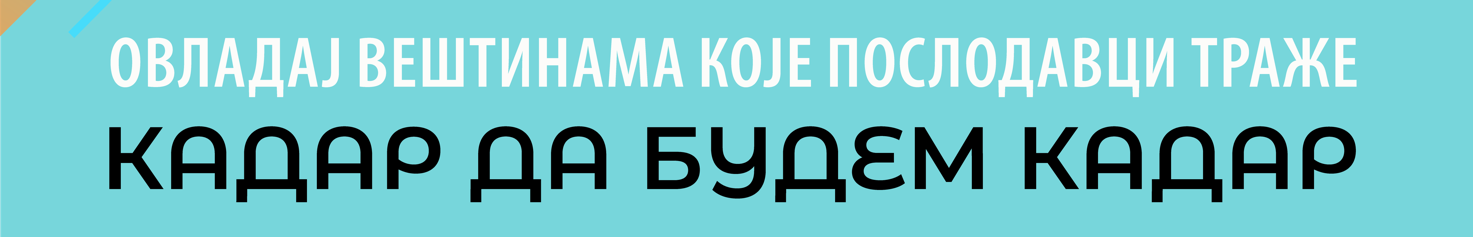 ОВЛАДАЈ ВЕШТИНАМА КОЈЕ ПОСЛОДАВЦИ ТРАЖЕ
КАДАР ДА БУДЕМ КАДАР